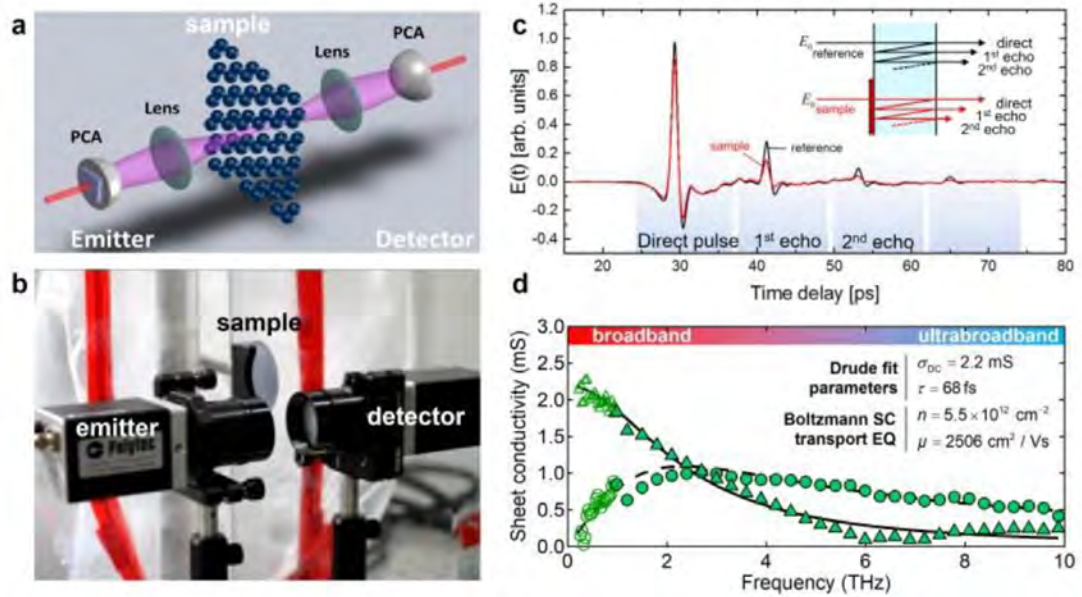 a
sample
Lens
PCA
Lens
PCA
Emitter
Detector
b
sample
emitter
detector
c
E(t) [arb. units]
1.2
1.0
0.8
0.6
0.4
0.2
0.0
-0.2
-0.4
E₀
reference
direct
1st echo
2nd echo
E₀
sample
direct
1st echo
2nd echo
sample
reference
Direct pulse
1st echo
2nd echo
20 30 40 50 60 70 80
Time delay [ps]
d
Sheet conductivity (mS)
3.0
2.5
2.0
1.5
1.0
0.5
0.0
broadband
ultrabroadband
Drude fit
parameters
σDC = 2.2 mS
τ = 68 fs
Boltzmann SC
transport EQ
n = 5.5 × 10¹² cm⁻²
μ = 2506 cm² / Vs
0 2 4 6 8 10
Frequency (THz)